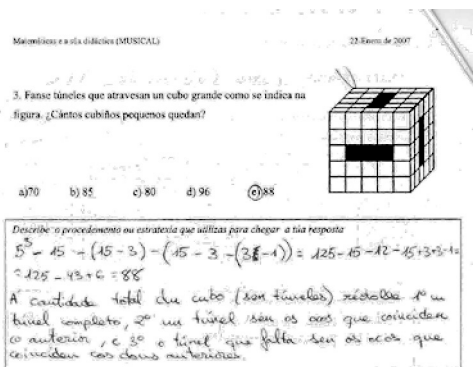 Matemáticas e a súa didáctica (MUSICAL)
22-Enero de 2007
3. Fanse túneles que atravesan un cubo grande como se indica na
figura. ¿Cántos cubiños pequenos quedan?
a)70 b) 85 c) 80 d) 96 e) 88
Describe o procedemento ou estratexia que utilizas para chegar a túa resposta
5³ - 15 - (15 - 3) - (15 - 3 - (3 - 1)) = 125 - 15 - 12 - 15 + 3 + 3 - 1 =
= 125 - 43 + 6 = 88
A cantidade total du cubo (sen túneles) réstolle 1º un
túnel completo, 2º un túnel sen os ocos que coinciden
co anterior, e 3º o túnel que falta sen os ocos que
coinciden cos dous anteriores.